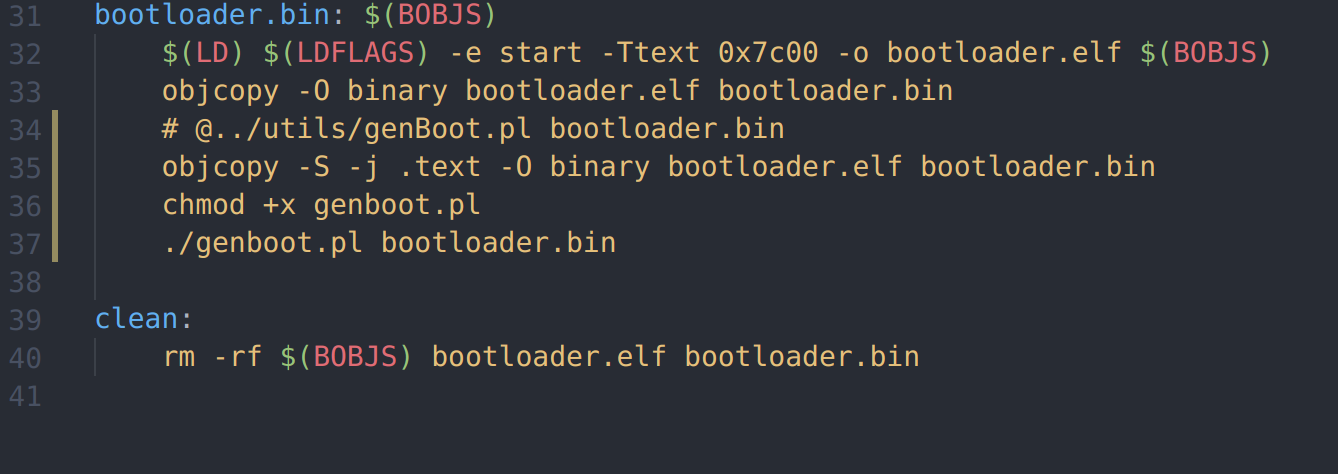 31 bootloader.bin: $(BOBJS)
32 $(LD) $(LDFLAGS) -e start -Ttext 0x7c00 -o bootloader.elf $(BOBJS)
33 objcopy -O binary bootloader.elf bootloader.bin
34 # @../utils/genBoot.pl bootloader.bin
35 objcopy -S -j .text -O binary bootloader.elf bootloader.bin
36 chmod +x genboot.pl
37 ./genboot.pl bootloader.bin
38
39 clean:
40 rm -rf $(BOBJS) bootloader.elf bootloader.bin
41